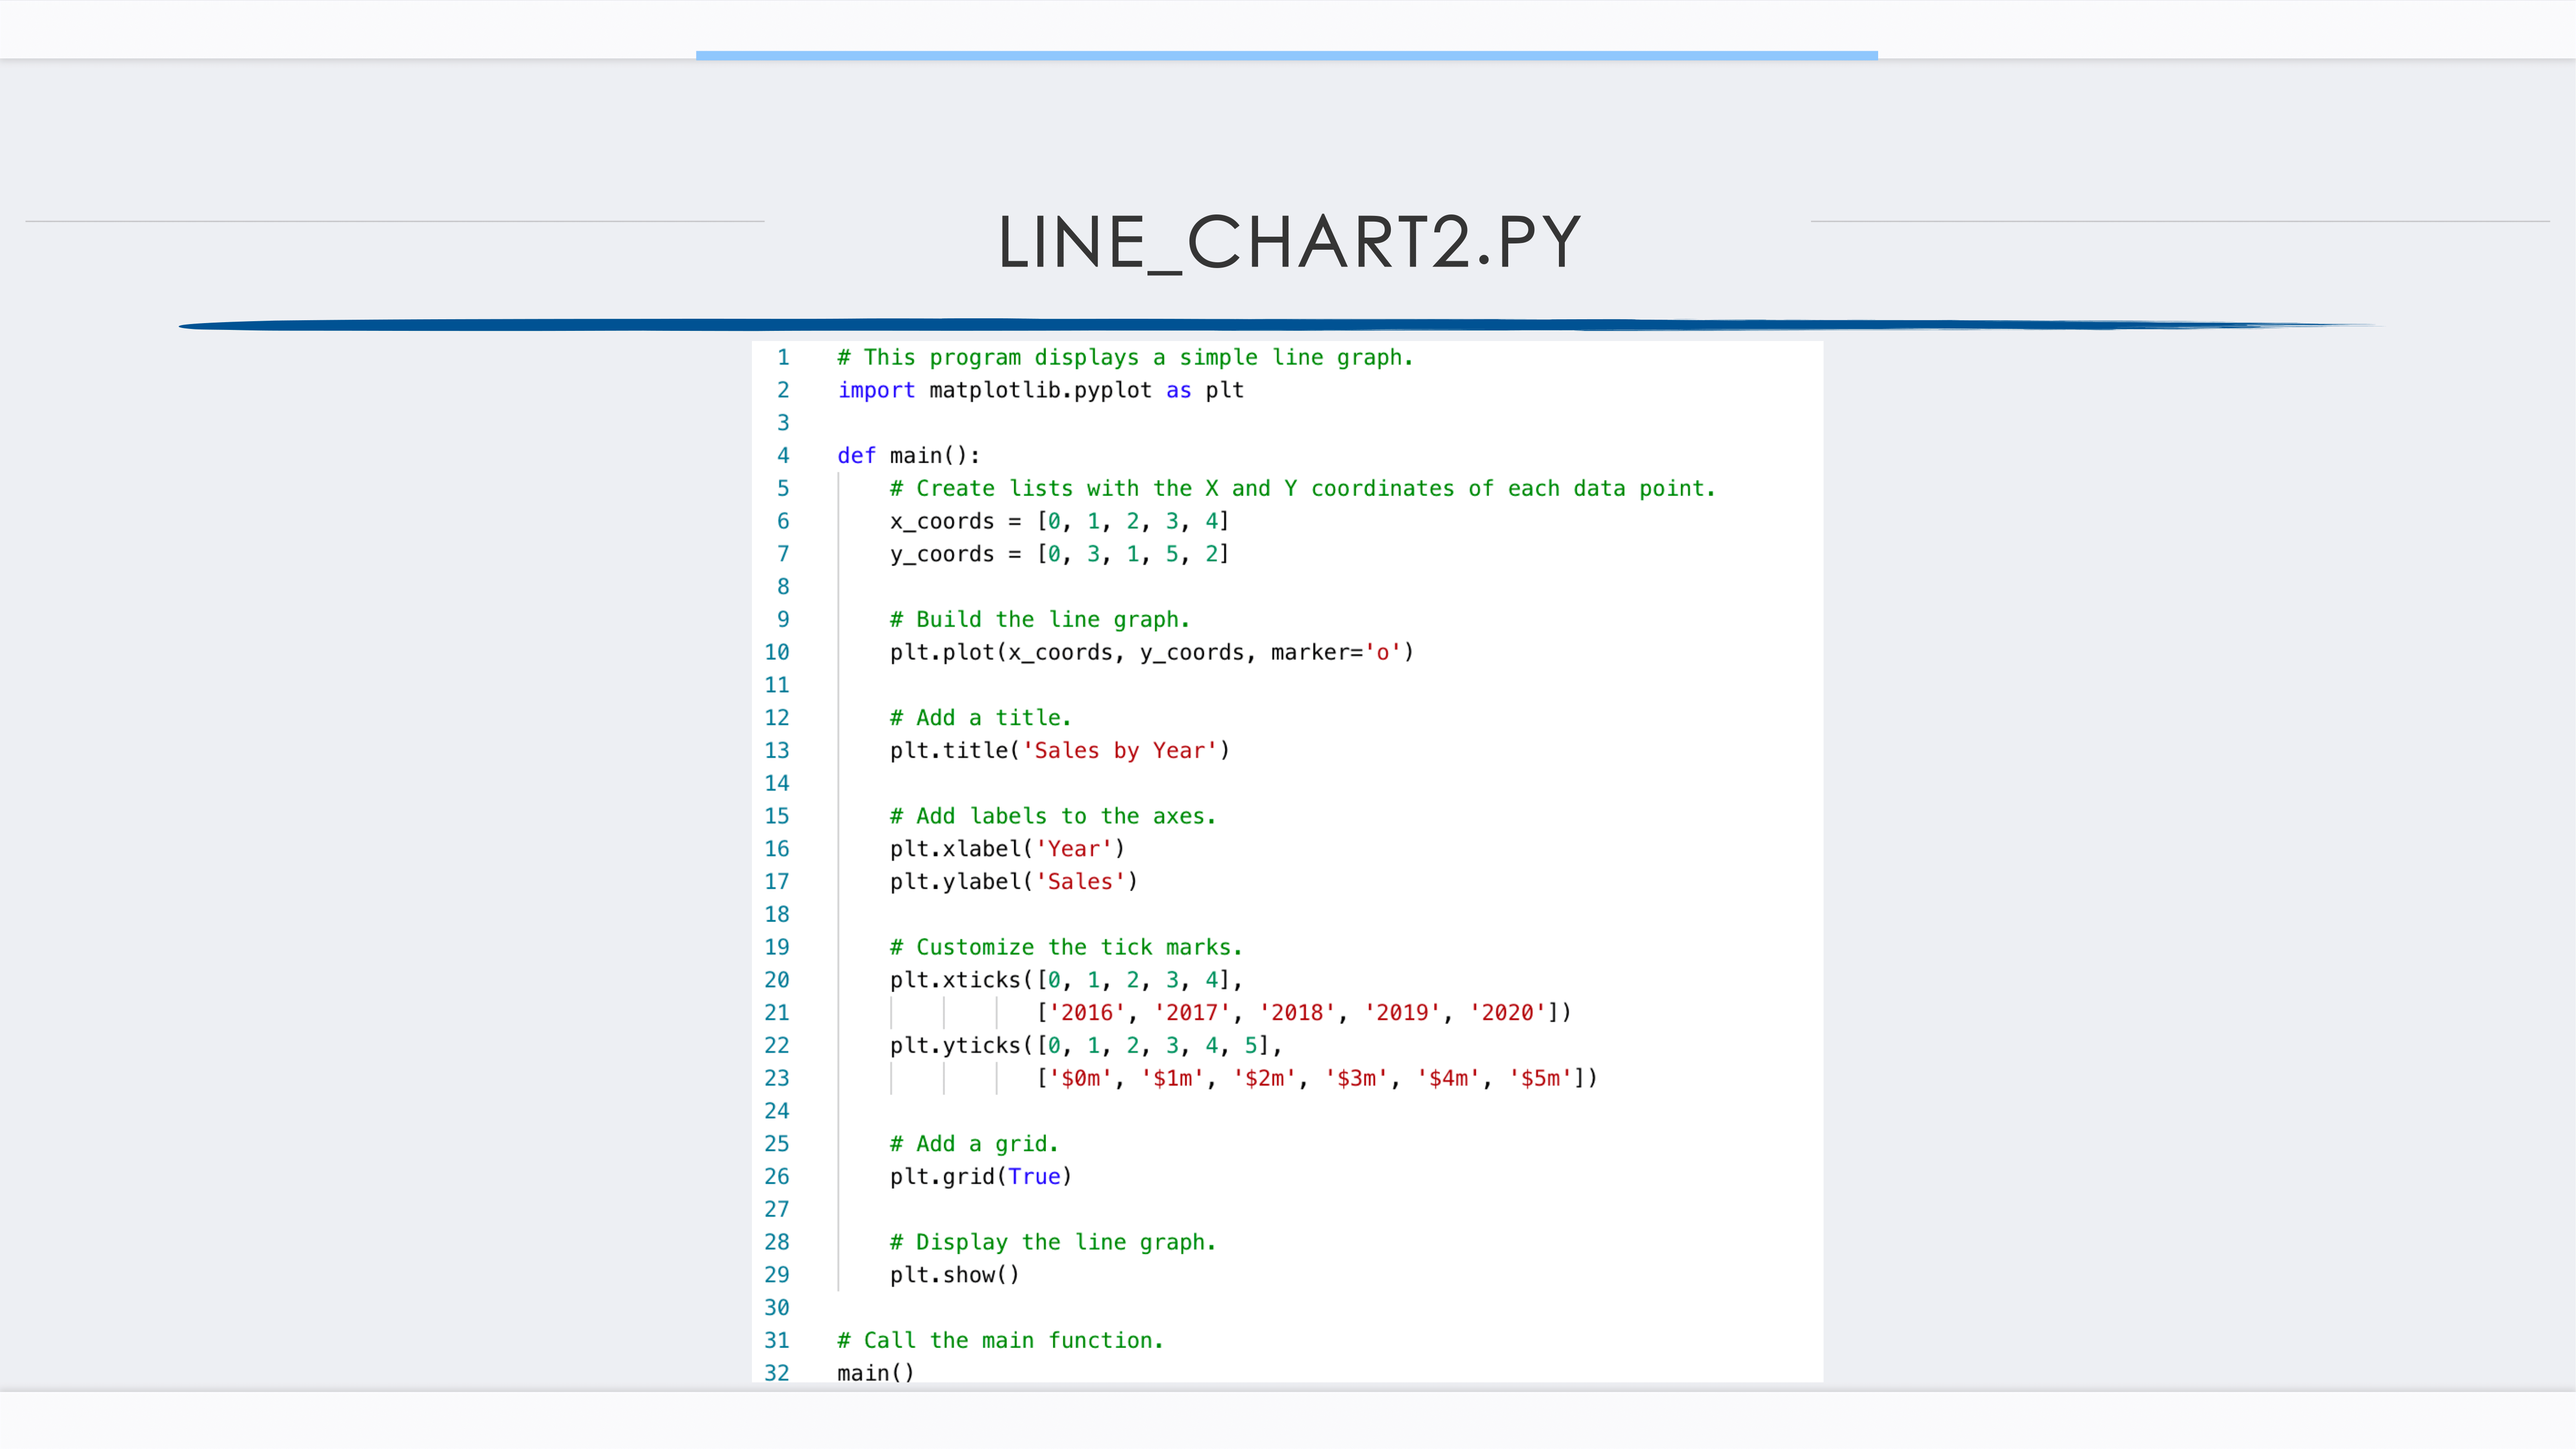 LINE_CHART2.PY
1 # This program displays a simple line graph.
2 import matplotlib.pyplot as plt
3
4 def main():
5     # Create lists with the X and Y coordinates of each data point.
6     x_coords = [0, 1, 2, 3, 4]
7     y_coords = [0, 3, 1, 5, 2]
8
9     # Build the line graph.
10     plt.plot(x_coords, y_coords, marker='o')
11
12     # Add a title.
13     plt.title('Sales by Year')
14
15     # Add labels to the axes.
16     plt.xlabel('Year')
17     plt.ylabel('Sales')
18
19     # Customize the tick marks.
20     plt.xticks([0, 1, 2, 3, 4],
21                ['2016', '2017', '2018', '2019', '2020'])
22     plt.yticks([0, 1, 2, 3, 4, 5],
23                ['$0m', '$1m', '$2m', '$3m', '$4m', '$5m'])
24
25     # Add a grid.
26     plt.grid(True)
27
28     # Display the line graph.
29     plt.show()
30
31 # Call the main function.
32 main()